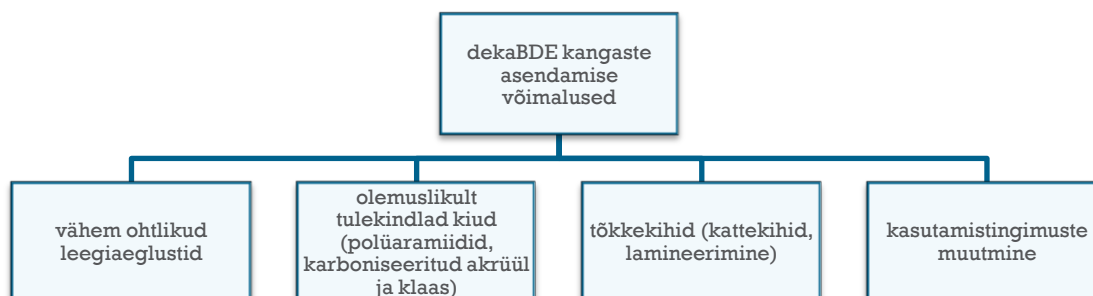 dekaBDE kangaste
asendamise
võimalused
vähem ohtlikud
leegiaeglustid
olemuslikult
tulekindlad kiud
(polüaramiidid,
karboniseeritud akrüül
ja klaas)
tõkkekihid (kattekihid,
lamineerimine)
kasutamistingimuste
muutmine